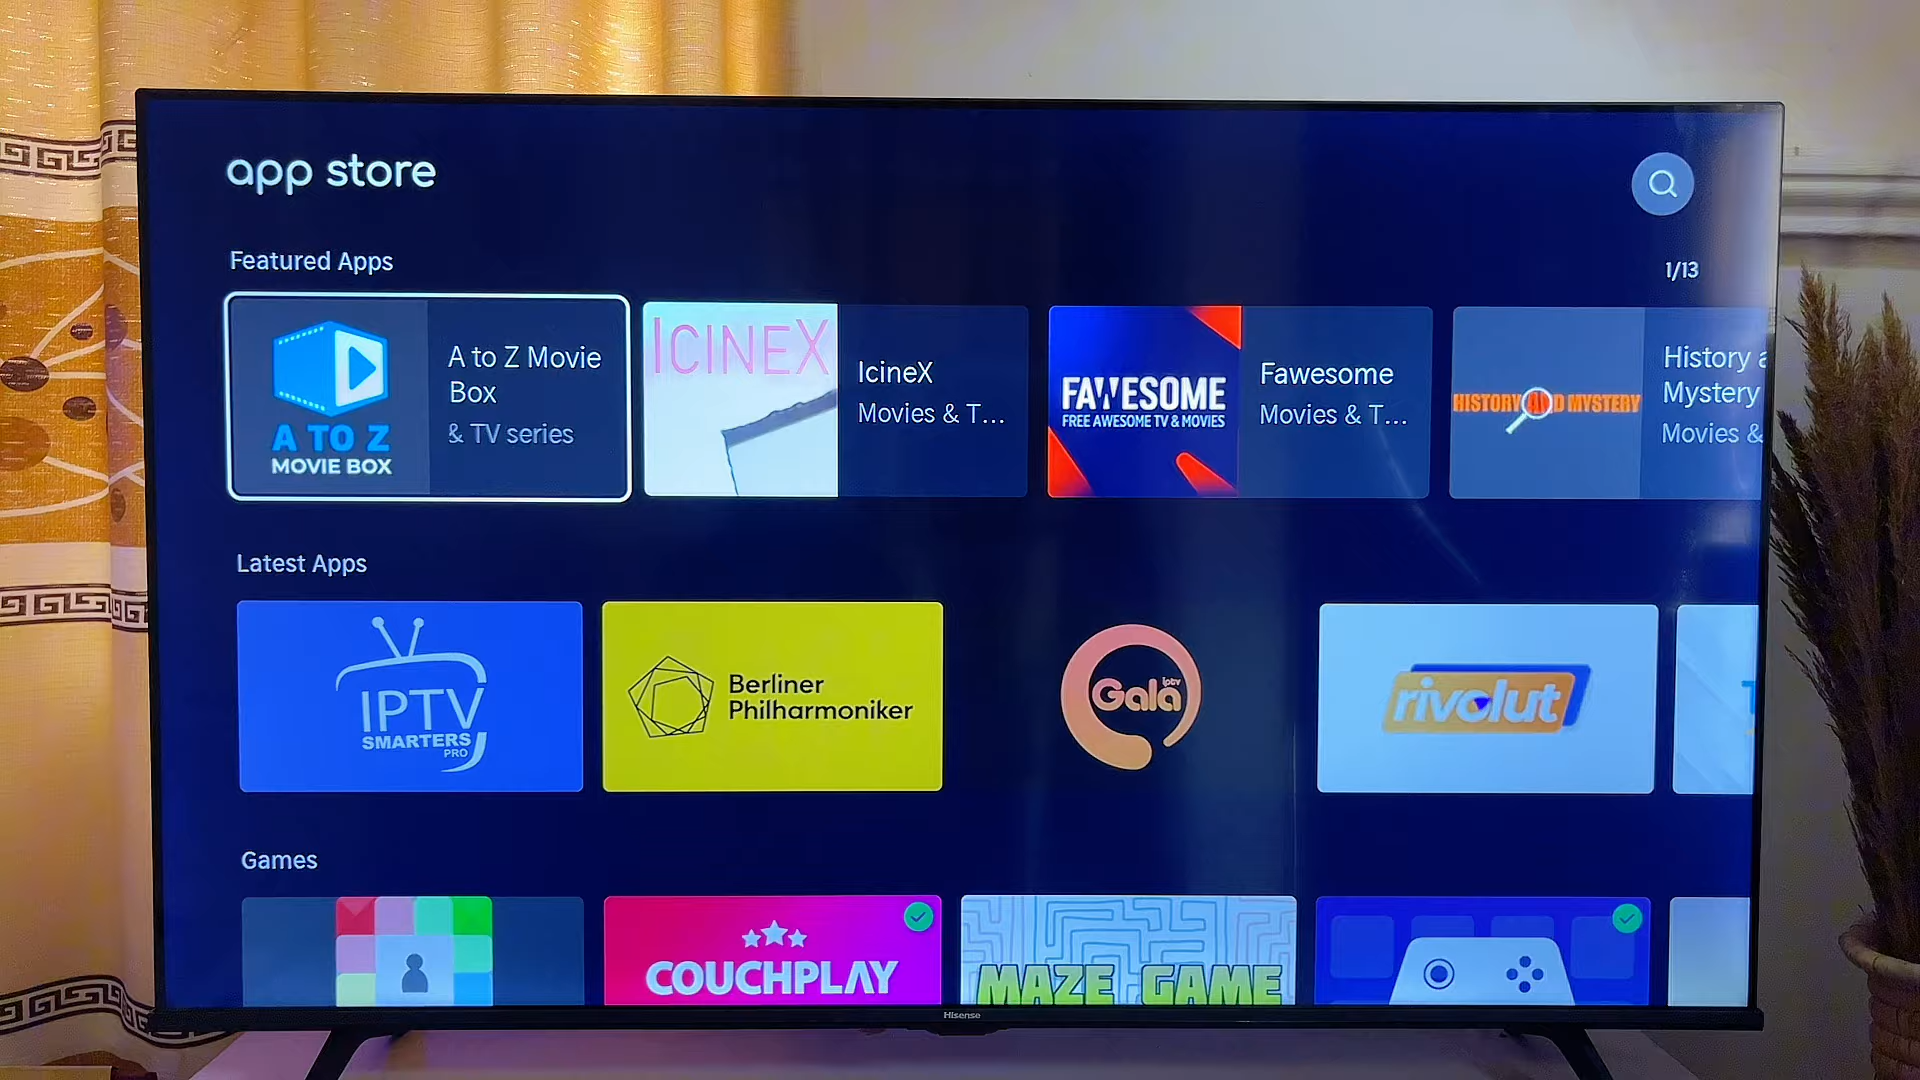 app store
Featured Apps
1/13
A TO Z
MOVIE BOX
A to Z Movie
Box
& TV series
ICINEX
IcineX
Movies & T...
FAWESOME
FREE AWESOME TV & MOVIES
Fawesome
Movies & T...
HISTORY AND MYSTERY
History
Mystery
Movies &
Latest Apps
IPTV
SMARTERS
PRO
Berliner
Philharmoniker
iptv
Gala
rivolut
Games
COUCHPLAY
MAZE GAME
Hisense